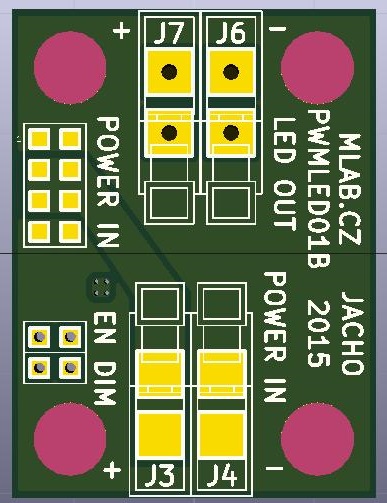 + J7 J6 -
POWER IN
LED OUT
PWMLED01B
MLAB.CZ
EN DIM
POWER IN
2015
JACHO
+ J3 J4 -